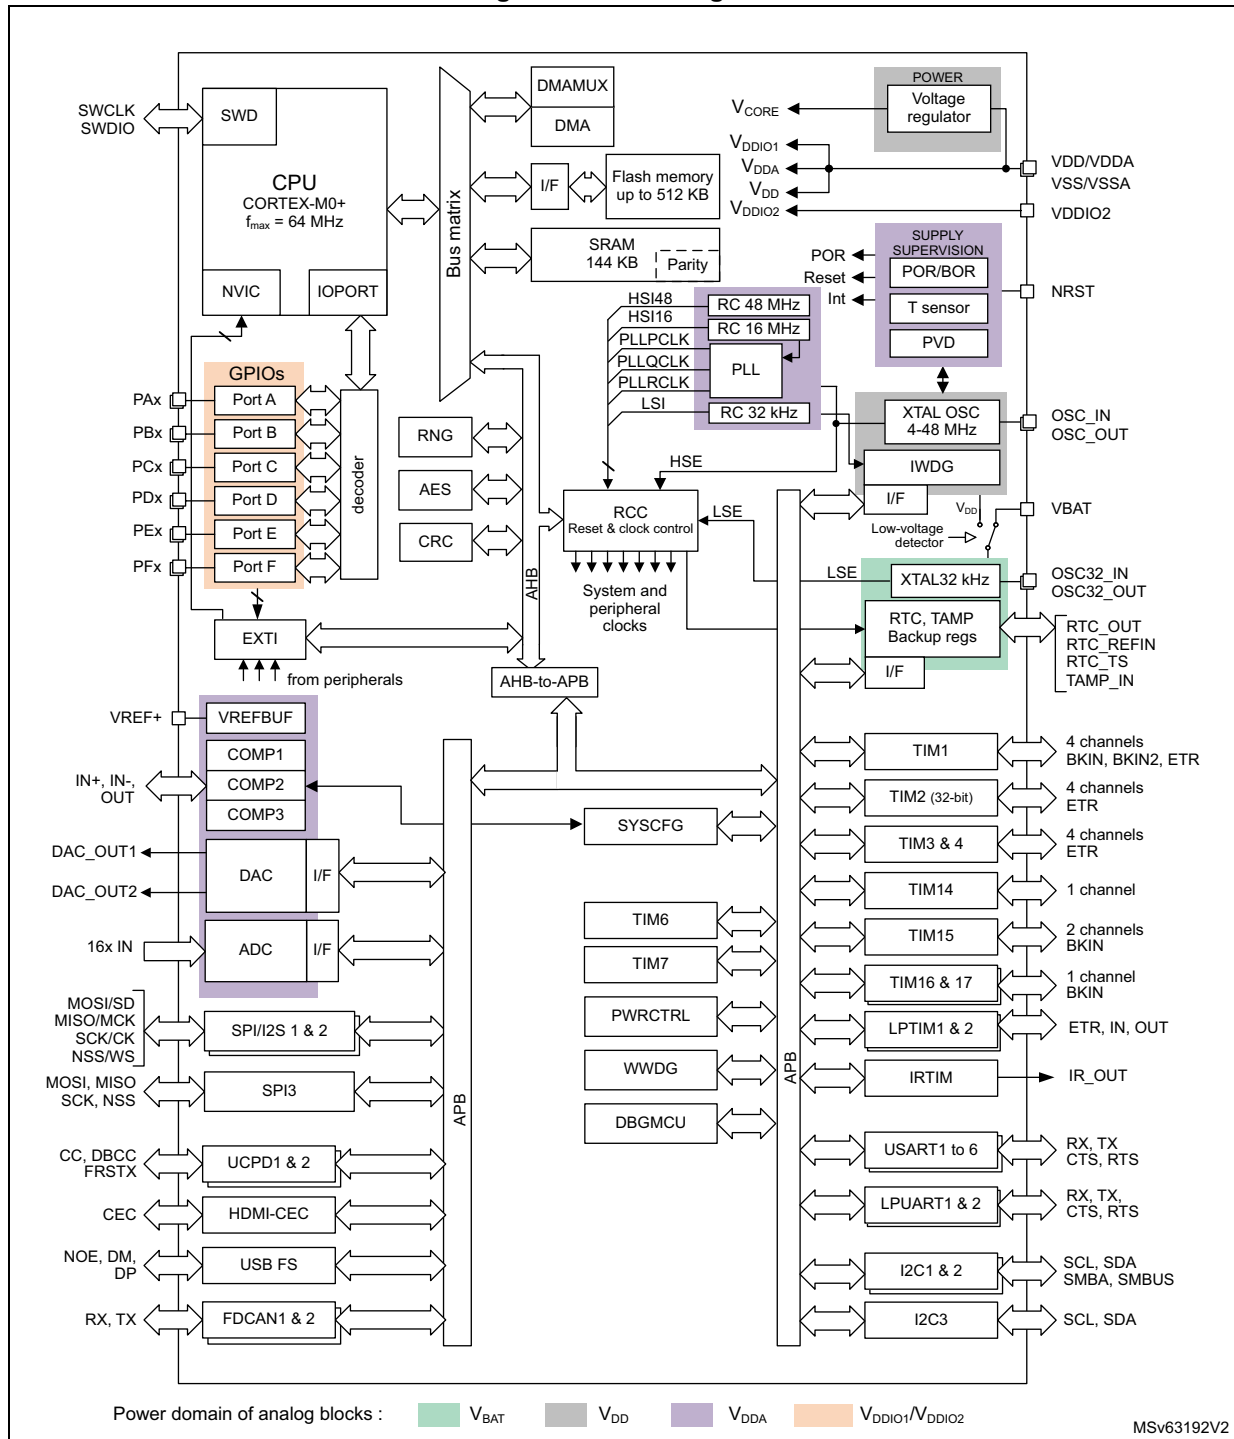 SWCLK
SWDIO
SWD
CPU
CORTEX-M0+
fmax = 64 MHz
NVIC
IOPORT
Bus matrix
DMAMUX
DMA
I/F
Flash memory
up to 512 KB
SRAM
144 KB
Parity
POWER
Voltage
regulator
VCORE
VDDIO1
VDDA
VDD
VDDIO2
VDD/VDDA
VSS/VSSA
VDDIO2
SUPPLY
SUPERVISION
POR/BOR
T sensor
PVD
POR
Reset
Int
NRST
HSI48
HSI16
PLLPCLK
PLLQCLK
PLLRCLK
LSI
RC 48 MHz
RC 16 MHz
PLL
RC 32 kHz
GPIOs
PAx
Port A
PBx
Port B
PCx
Port C
PDx
Port D
PEx
Port E
PFx
Port F
decoder
RNG
AES
CRC
AHB
HSE
RCC
Reset & clock control
LSE
System and
peripheral
clocks
XTAL OSC
4-48 MHz
IWDG
I/F
OSC_IN
OSC_OUT
VDD
Low-voltage
detector
VBAT
LSE
XTAL32 kHz
OSC32_IN
OSC32_OUT
RTC, TAMP
Backup regs
I/F
RTC_OUT
RTC_REFIN
RTC_TS
TAMP_IN
EXTI
from peripherals
AHB-to-APB
VREF+
VREFBUF
COMP1
COMP2
COMP3
IN+, IN-,
OUT
DAC_OUT1
DAC_OUT2
DAC
I/F
16x IN
ADC
I/F
MOSI/SD
MISO/MCK
SCK/CK
NSS/WS
SPI/I2S 1 & 2
MOSI, MISO
SCK, NSS
SPI3
CC, DBCC
FRSTX
UCPD1 & 2
CEC
HDMI-CEC
NOE, DM,
DP
USB FS
RX, TX
FDCAN1 & 2
APB
SYSCFG
TIM6
TIM7
PWRCTRL
WWDG
DBGMCU
APB
TIM1
4 channels
BKIN, BKIN2, ETR
TIM2 (32-bit)
4 channels
ETR
TIM3 & 4
4 channels
ETR
TIM14
1 channel
TIM15
2 channels
BKIN
TIM16 & 17
1 channel
BKIN
LPTIM1 & 2
ETR, IN, OUT
IRTIM
IR_OUT
USART1 to 6
RX, TX
CTS, RTS
LPUART1 & 2
RX, TX,
CTS, RTS
I2C1 & 2
SCL, SDA
SMBA, SMBUS
I2C3
SCL, SDA
Power domain of analog blocks :
VBAT
VDD
VDDA
VDDIO1/VDDIO2
MSv63192V2